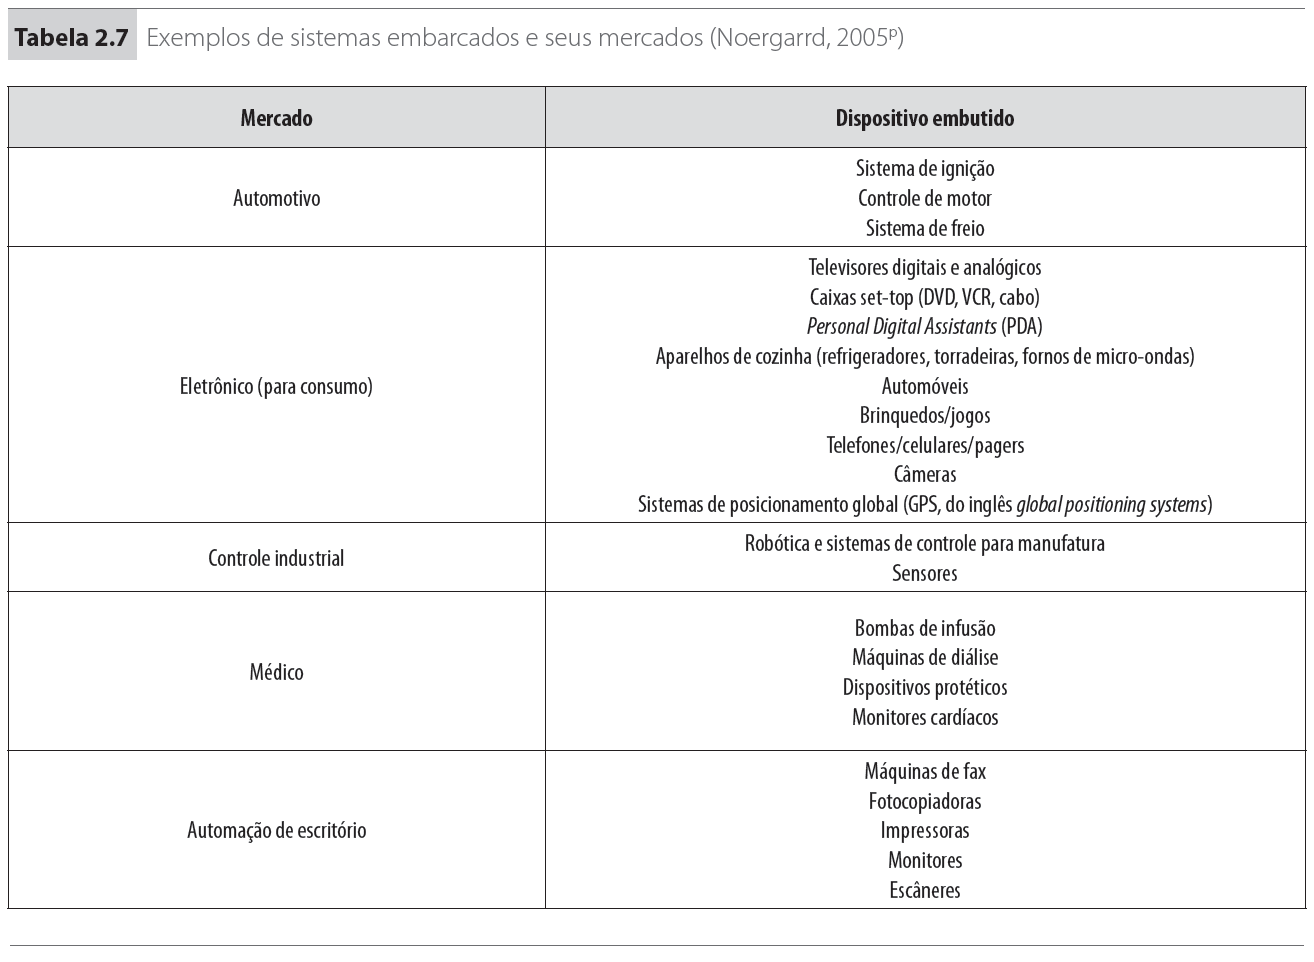 Tabela 2.7 Exemplos de sistemas embarcados e seus mercados (Noergarrd, 2005ᵖ)
Mercado Dispositivo embutido
Automotivo
Sistema de ignição
Controle de motor
Sistema de freio
Eletrônico (para consumo)
Televisores digitais e analógicos
Caixas set-top (DVD, VCR, cabo)
Personal Digital Assistants (PDA)
Aparelhos de cozinha (refrigeradores, torradeiras, fornos de micro-ondas)
Automóveis
Brinquedos/jogos
Telefones/celulares/pagers
Câmeras
Sistemas de posicionamento global (GPS, do inglês global positioning systems)
Controle industrial
Robótica e sistemas de controle para manufatura
Sensores
Médico
Bombas de infusão
Máquinas de diálise
Dispositivos protéticos
Monitores cardíacos
Automação de escritório
Máquinas de fax
Fotocopiadoras
Impressoras
Monitores
Escâneres